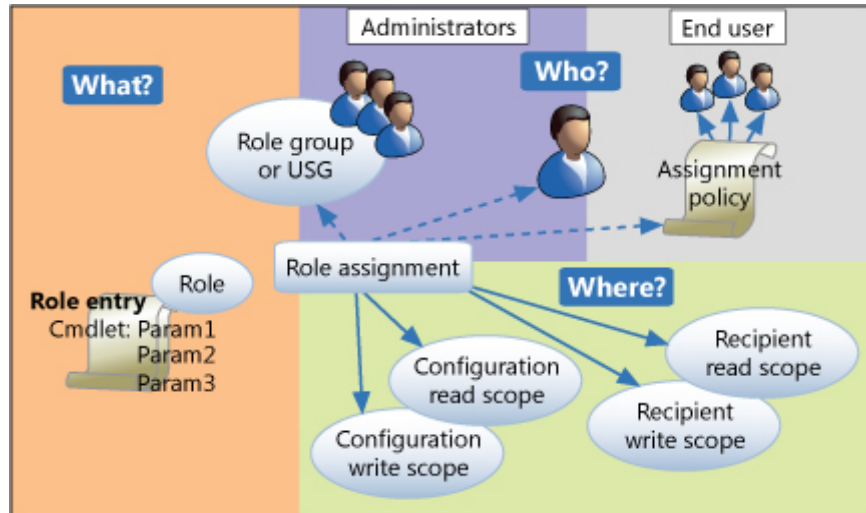 Administrators
End user
What?
Who?
Role group
or USG
Assignment
policy
Role assignment
Role
Where?
Role entry
Cmdlet: Param1
Param2
Param3
Configuration
read scope
Recipient
read scope
Configuration
write scope
Recipient
write scope